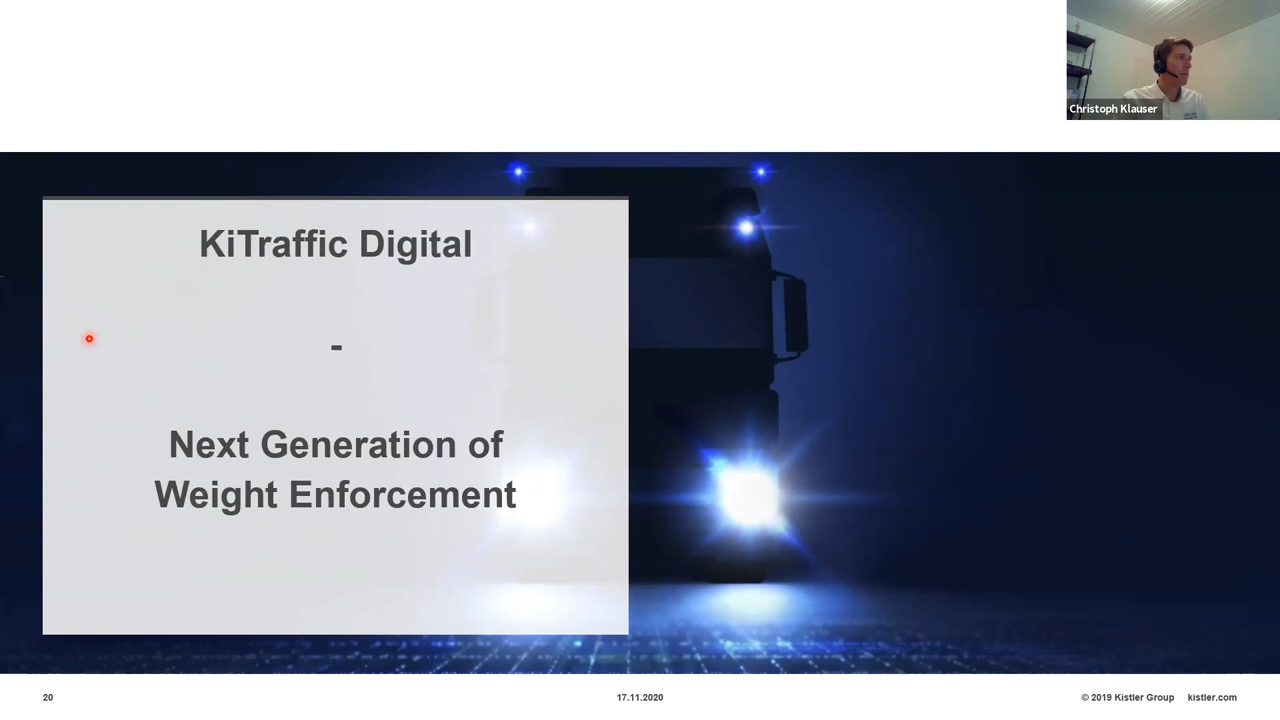 Christoph Klauser
KiTraffic Digital
-
Next Generation of
Weight Enforcement
20
17.11.2020
© 2019 Kistler Group
kistler.com